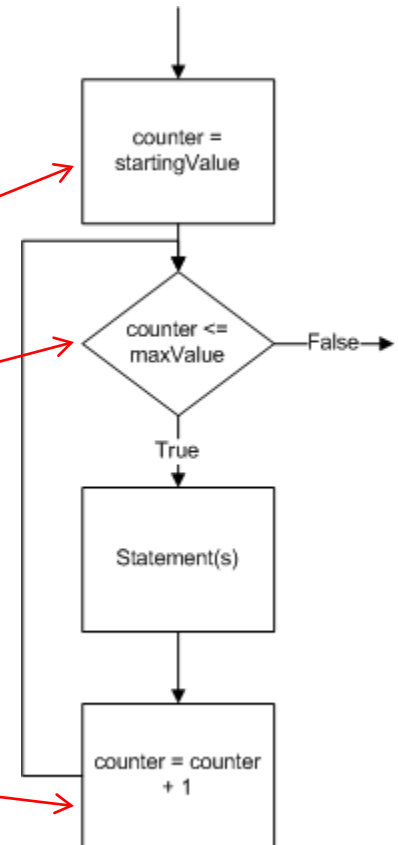 counter =
startingValue
counter <=
maxValue
False
True
Statement(s)
counter = counter
+ 1